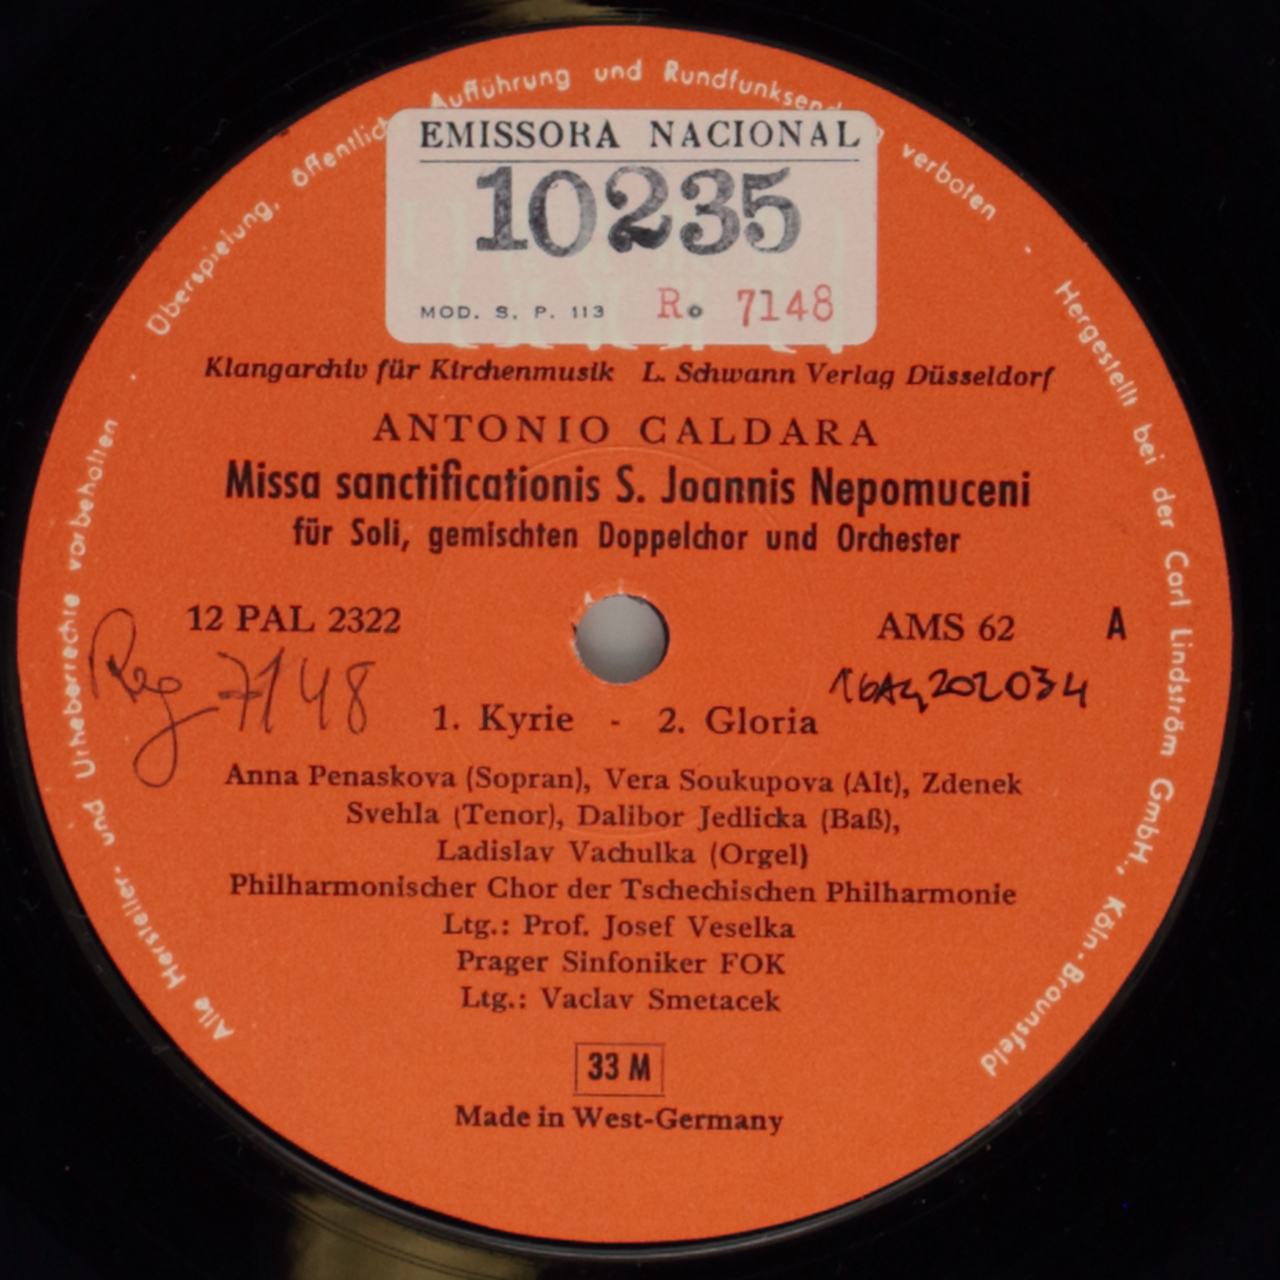 Alle Hersteller- und Urheberrechte vorbehalten · Überspielung, öffentlich Aufführung und Rundfunksend verboten · Hergestellt bei der Carl Lindström GmbH., Köln-Braunsfeld
EMISSORA NACIONAL
10235
MOD. S. P. 113 Ro 7148
Klangarchiv für Kirchenmusik L. Schwann Verlag Düsseldorf
ANTONIO CALDARA
Missa sanctificationis S. Joannis Nepomuceni
für Soli, gemischten Doppelchor und Orchester
12 PAL 2322 AMS 62 A
Reg 7148
202034
1. Kyrie - 2. Gloria
Anna Penaskova (Sopran), Vera Soukupova (Alt), Zdenek
Svehla (Tenor), Dalibor Jedlicka (Baß),
Ladislav Vachulka (Orgel)
Philharmonischer Chor der Tschechischen Philharmonie
Ltg.: Prof. Josef Veselka
Prager Sinfoniker FOK
Ltg.: Vaclav Smetacek
33 M
Made in West-Germany